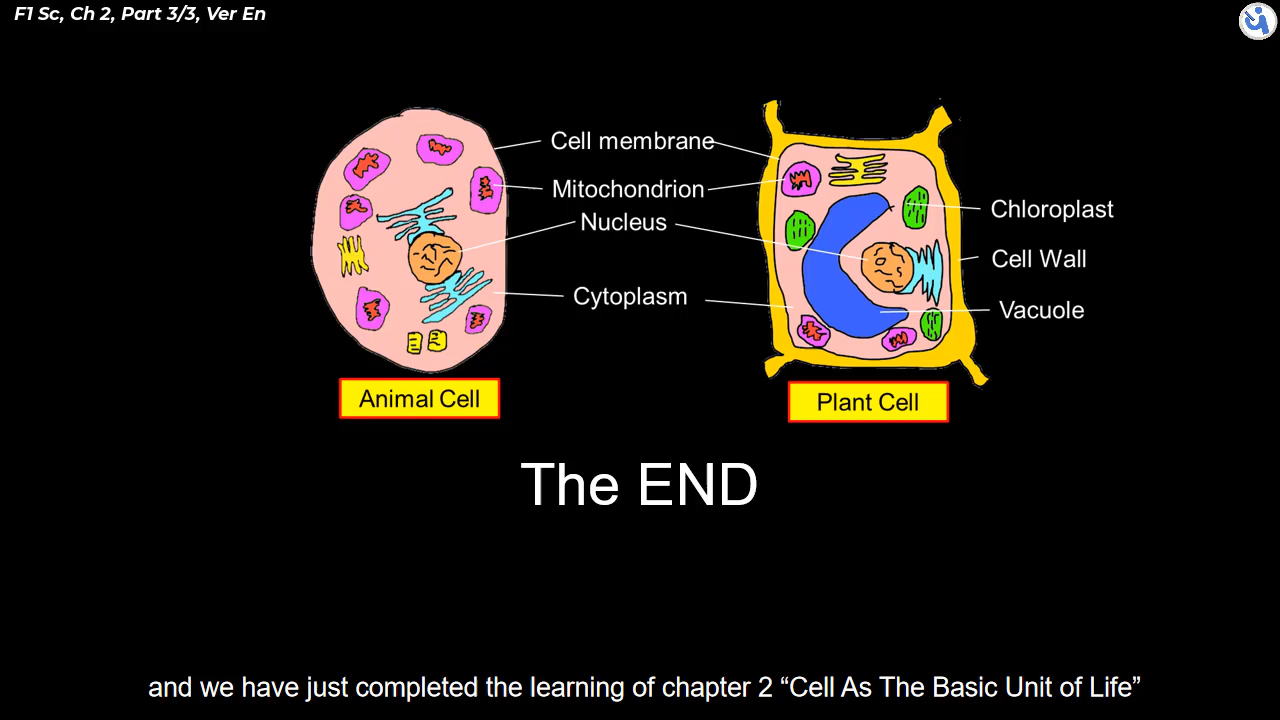 F1 Sc, Ch 2, Part 3/3, Ver En
Cell membrane
Mitochondrion
Nucleus
Cytoplasm
Chloroplast
Cell Wall
Vacuole
Animal Cell
Plant Cell
The END
and we have just completed the learning of chapter 2 “Cell As The Basic Unit of Life”